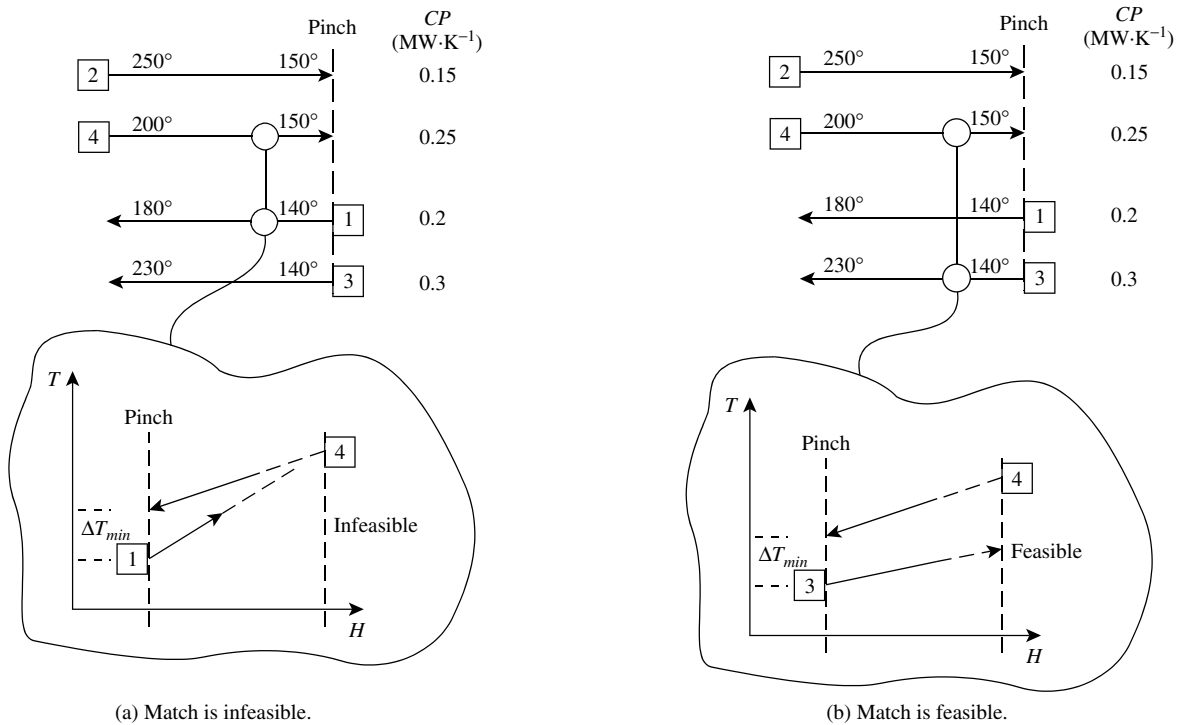 Pinch
CP
(MW·K⁻¹)
2 250° 150° 0.15
4 200° 150° 0.25
180° 140° 1 0.2
230° 140° 3 0.3
T
Pinch
4
ΔTmin
Infeasible
1
H
(a) Match is infeasible.
Pinch
CP
(MW·K⁻¹)
2 250° 150° 0.15
4 200° 150° 0.25
180° 140° 1 0.2
230° 140° 3 0.3
T
Pinch
4
ΔTmin
Feasible
3
H
(b) Match is feasible.